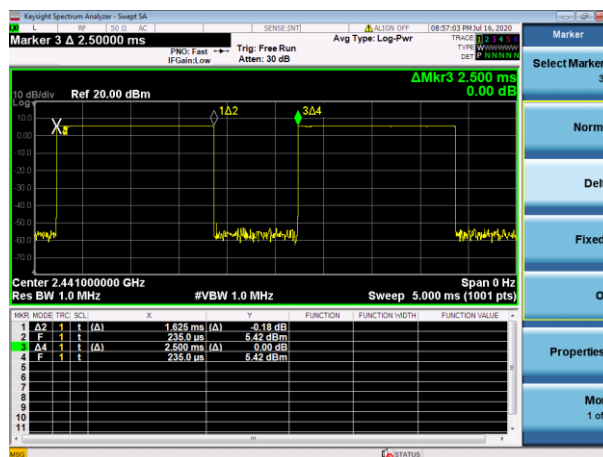 Keysight Spectrum Analyzer - Swept SA
L RF 50 Ω AC SENSE:INT ALIGN OFF 08:57:03 PM Jul 16, 2020
Marker 3 Δ 2.50000 ms Avg Type: Log-Pwr TRACE 1 2 3 4 5 6
PNO: Fast Trig: Free Run TYPE WWWWWW
IFGain:Low Atten: 30 dB DET P NNNNN
Marker
Select Marker
3
ΔMkr3 2.500 ms
0.00 dB
10 dB/div Ref 20.00 dBm
Log
1Δ2
3Δ4
10.0
0.00
-10.0
-20.0
-30.0
-40.0
-50.0
-60.0
-70.0
Norm
Delt
Fixed
O
Properties
Mor
1 of
Center 2.441000000 GHz Span 0 Hz
Res BW 1.0 MHz #VBW 1.0 MHz Sweep 5.000 ms (1001 pts)
MKR MODE TRC SCL X Y FUNCTION FUNCTION WIDTH FUNCTION VALUE
1 Δ2 1 t (Δ) 1.625 ms (Δ) -0.18 dB
2 F 1 t 235.0 µs 5.42 dBm
3 Δ4 1 t (Δ) 2.500 ms (Δ) 0.00 dB
4 F 1 t 235.0 µs 5.42 dBm
5
6
7
8
9
10
11
MSG STATUS